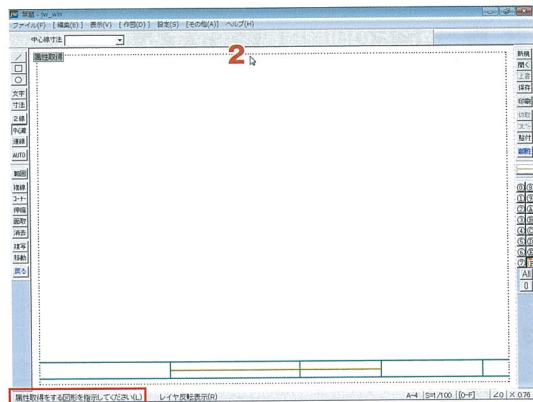 無題 - jw_win
ファイル(F) [編集(E)] 表示(V) [作図(D)] 設定(S) [その他(A)] ヘルプ(H)
中心線寸法
属性取得
2
文字
寸法
2線
中心線
連線
AUTO
範囲
複線
コーナー
伸縮
面取
消去
複写
移動
戻る
新規
開く
上書
保存
印刷
切取
コピー
貼付
All
0
属性取得をする図形を指示してください(L) レイヤ反転表示(R)
A-4 S=1/100 [0-F] ∠0 × 0.76